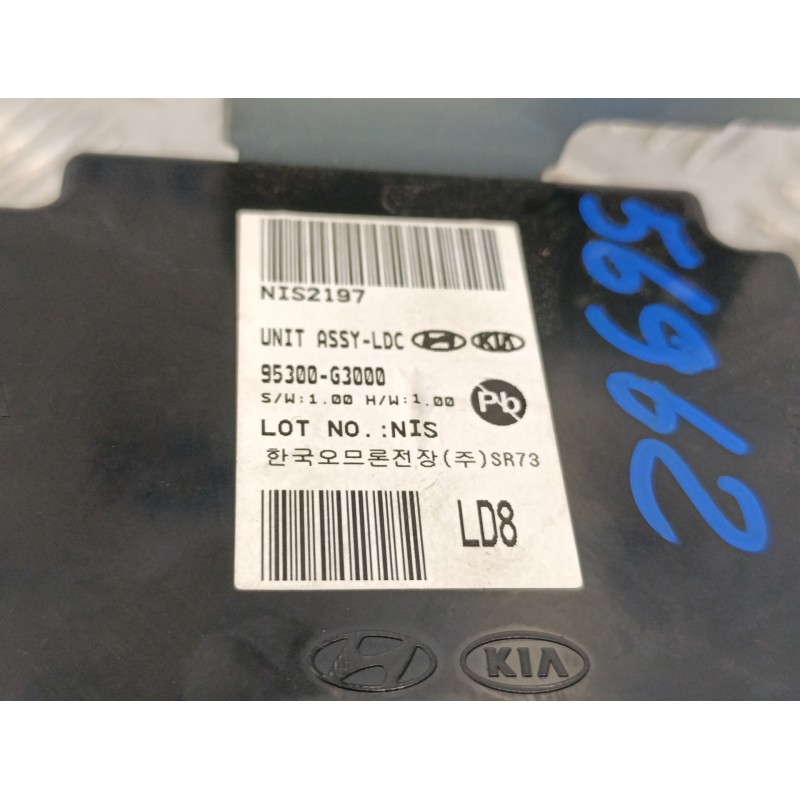 NIS2197
UNIT ASSY-LDC KIA
95300-G3000
S/W:1.00 H/W:1.00 Pb
LOT NO.:NIS
한국오므론전장(주)SR73
LD8
KIA
56962